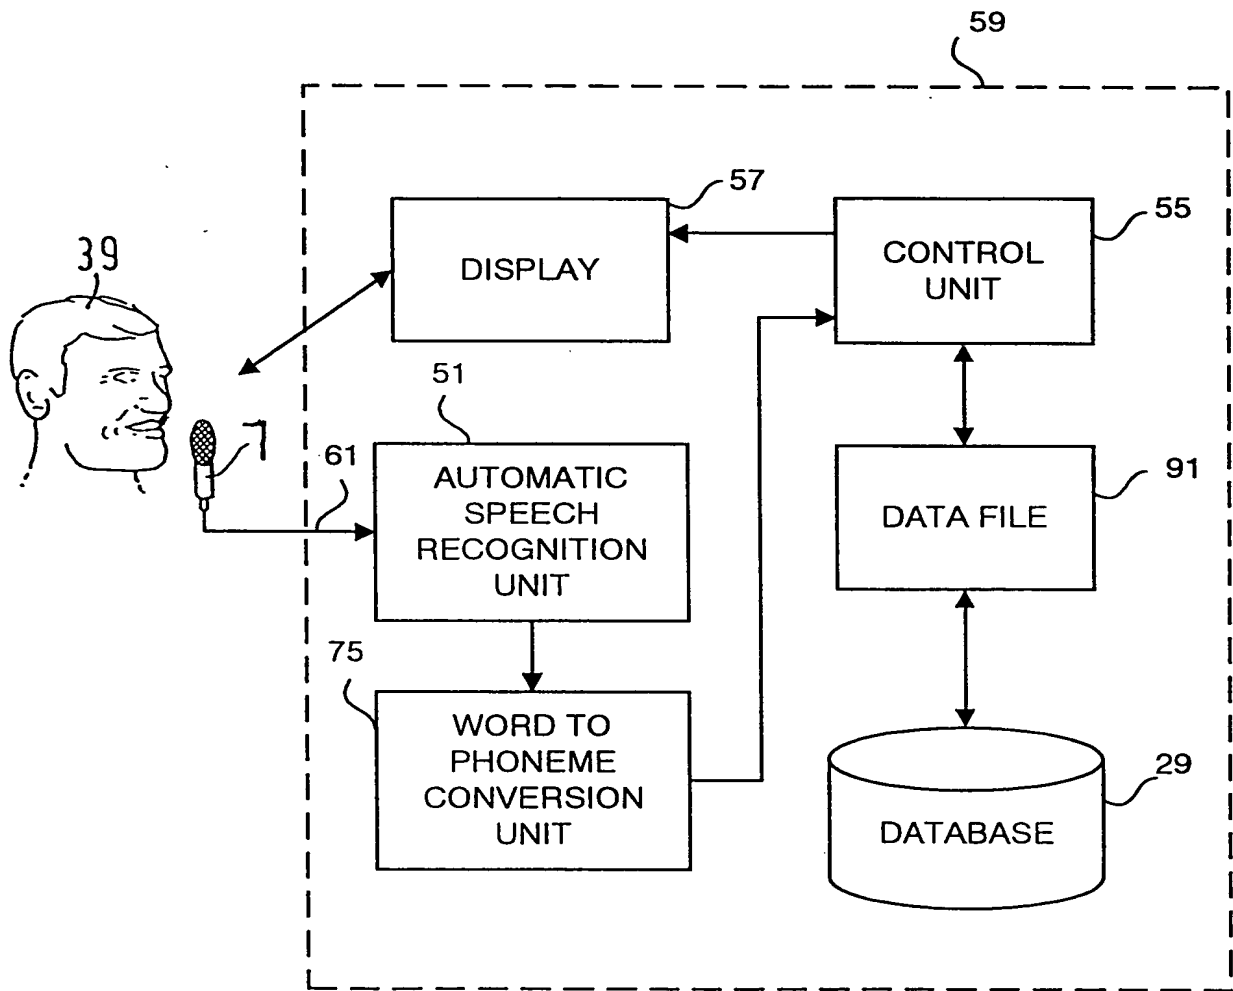 59
57
DISPLAY
55
CONTROL
UNIT
39
51
7
61
AUTOMATIC
SPEECH
RECOGNITION
UNIT
91
DATA FILE
75
WORD TO
PHONEME
CONVERSION
UNIT
29
DATABASE